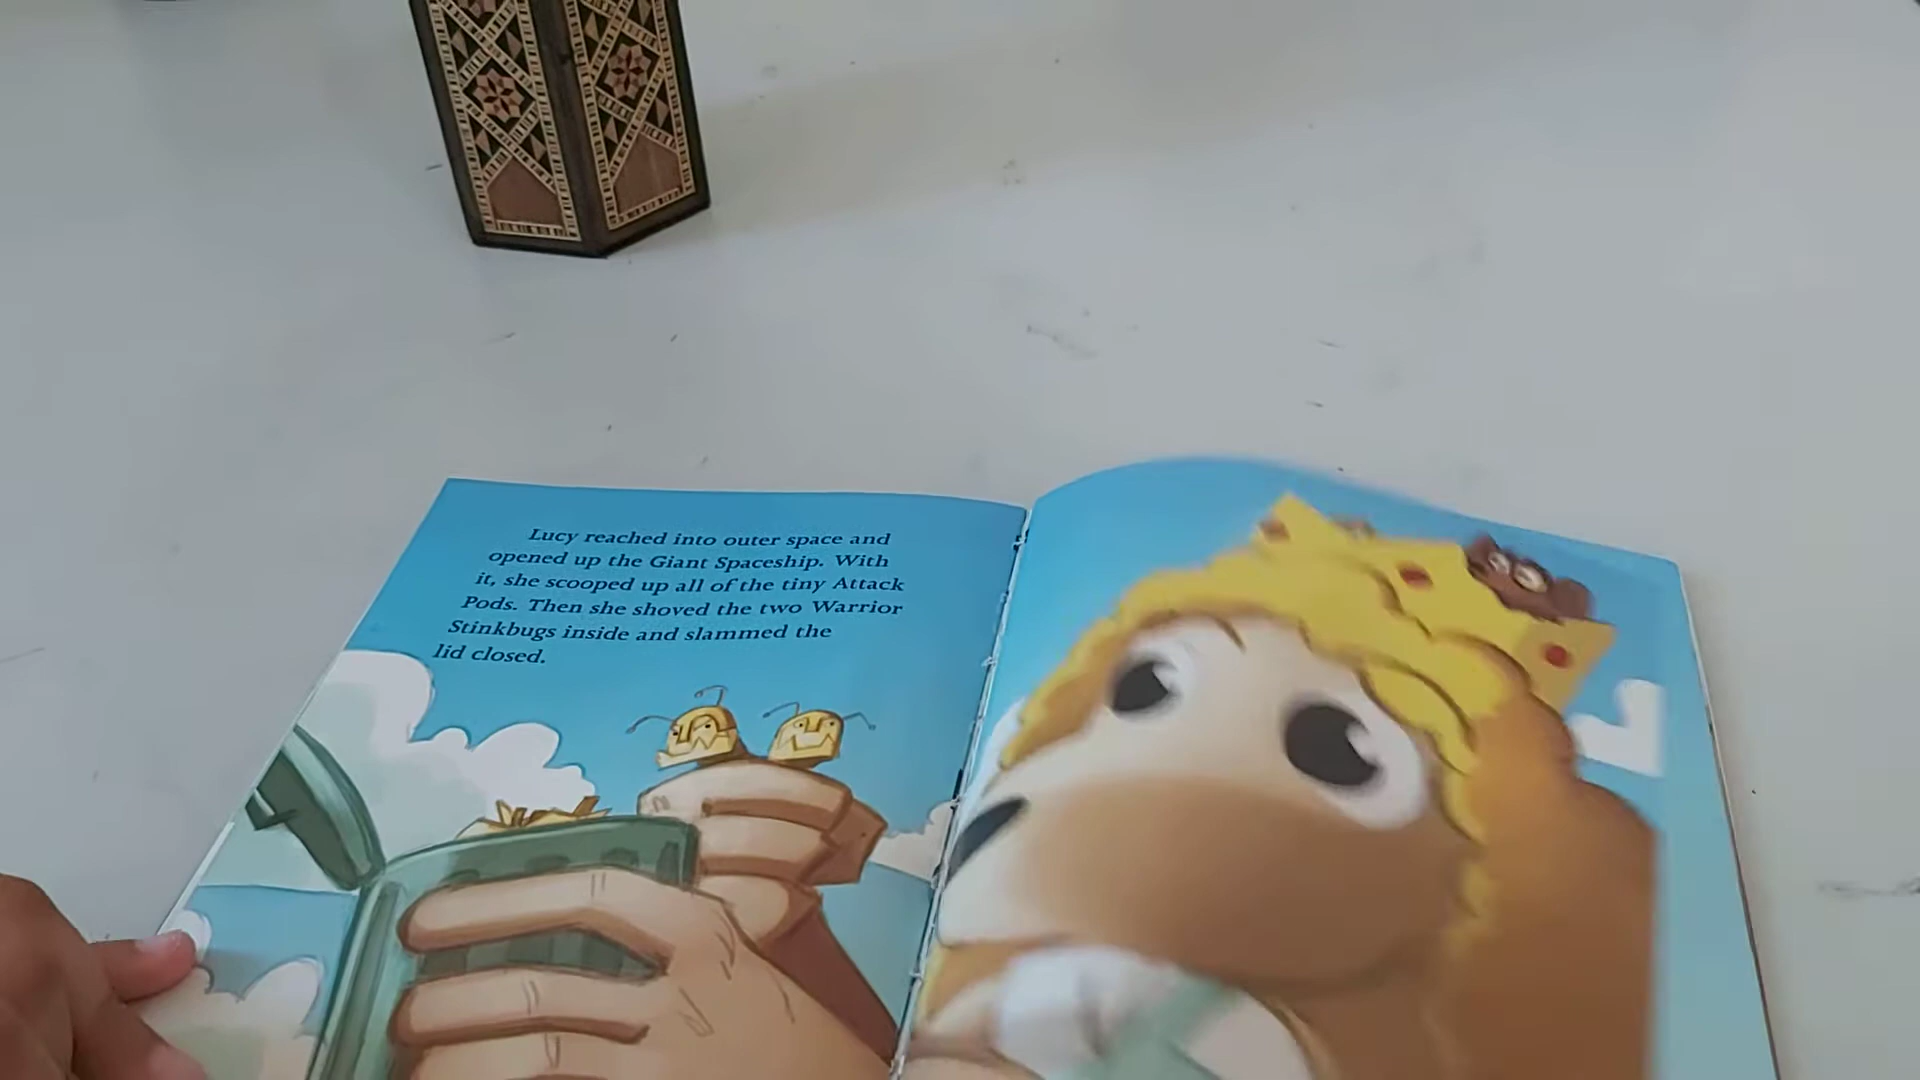 Lucy reached into outer space and
opened up the Giant Spaceship. With
it, she scooped up all of the tiny Attack
Pods. Then she shoved the two Warrior
Stinkbugs inside and slammed the
lid closed.